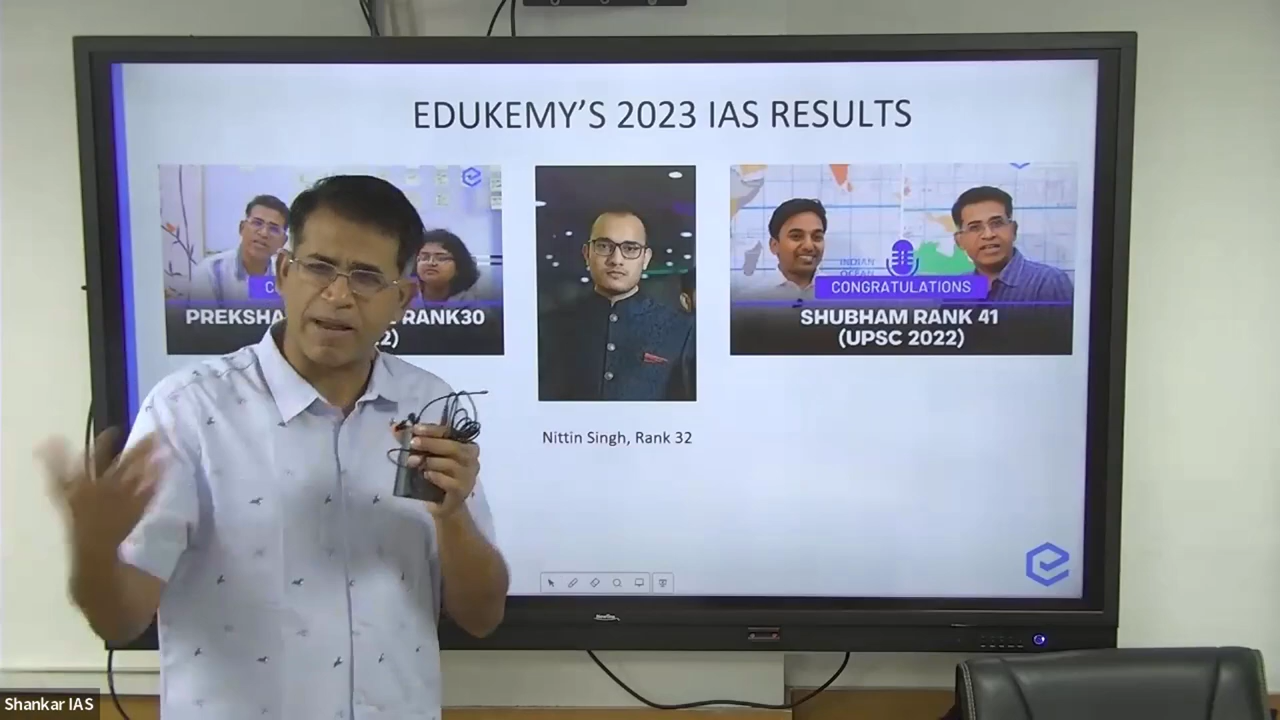 EDUKEMY'S 2023 IAS RESULTS
PREKSHA RANK30
2)
Nittin Singh, Rank 32
INDIAN
OCEAN
CONGRATULATIONS
SHUBHAM RANK 41
(UPSC 2022)
Shankar IAS